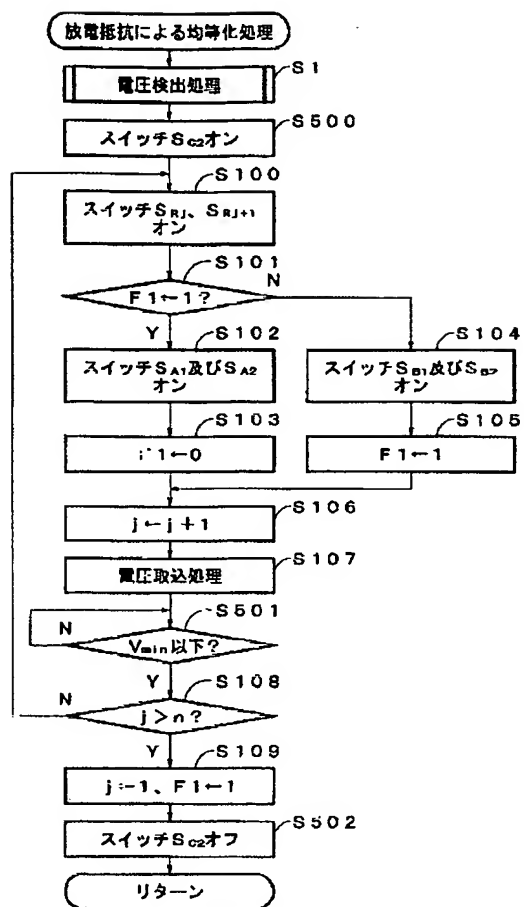 放電抵抗による均等化処理
電圧検出処理
S1
スイッチSC2オン
S500
S100
スイッチSRj、SRj+1
オン
S101
F1←1?
N
Y
S102
スイッチSA1及びSA2
オン
S104
スイッチSB1及びSB2
オン
S103
i'1←0
S105
F1←1
j←j+1
S106
電圧取込処理
S107
S501
N
Vmin以下?
Y
S108
N
j>n?
Y
S109
j:-1、F1←1
S502
スイッチSC2オフ
リターン